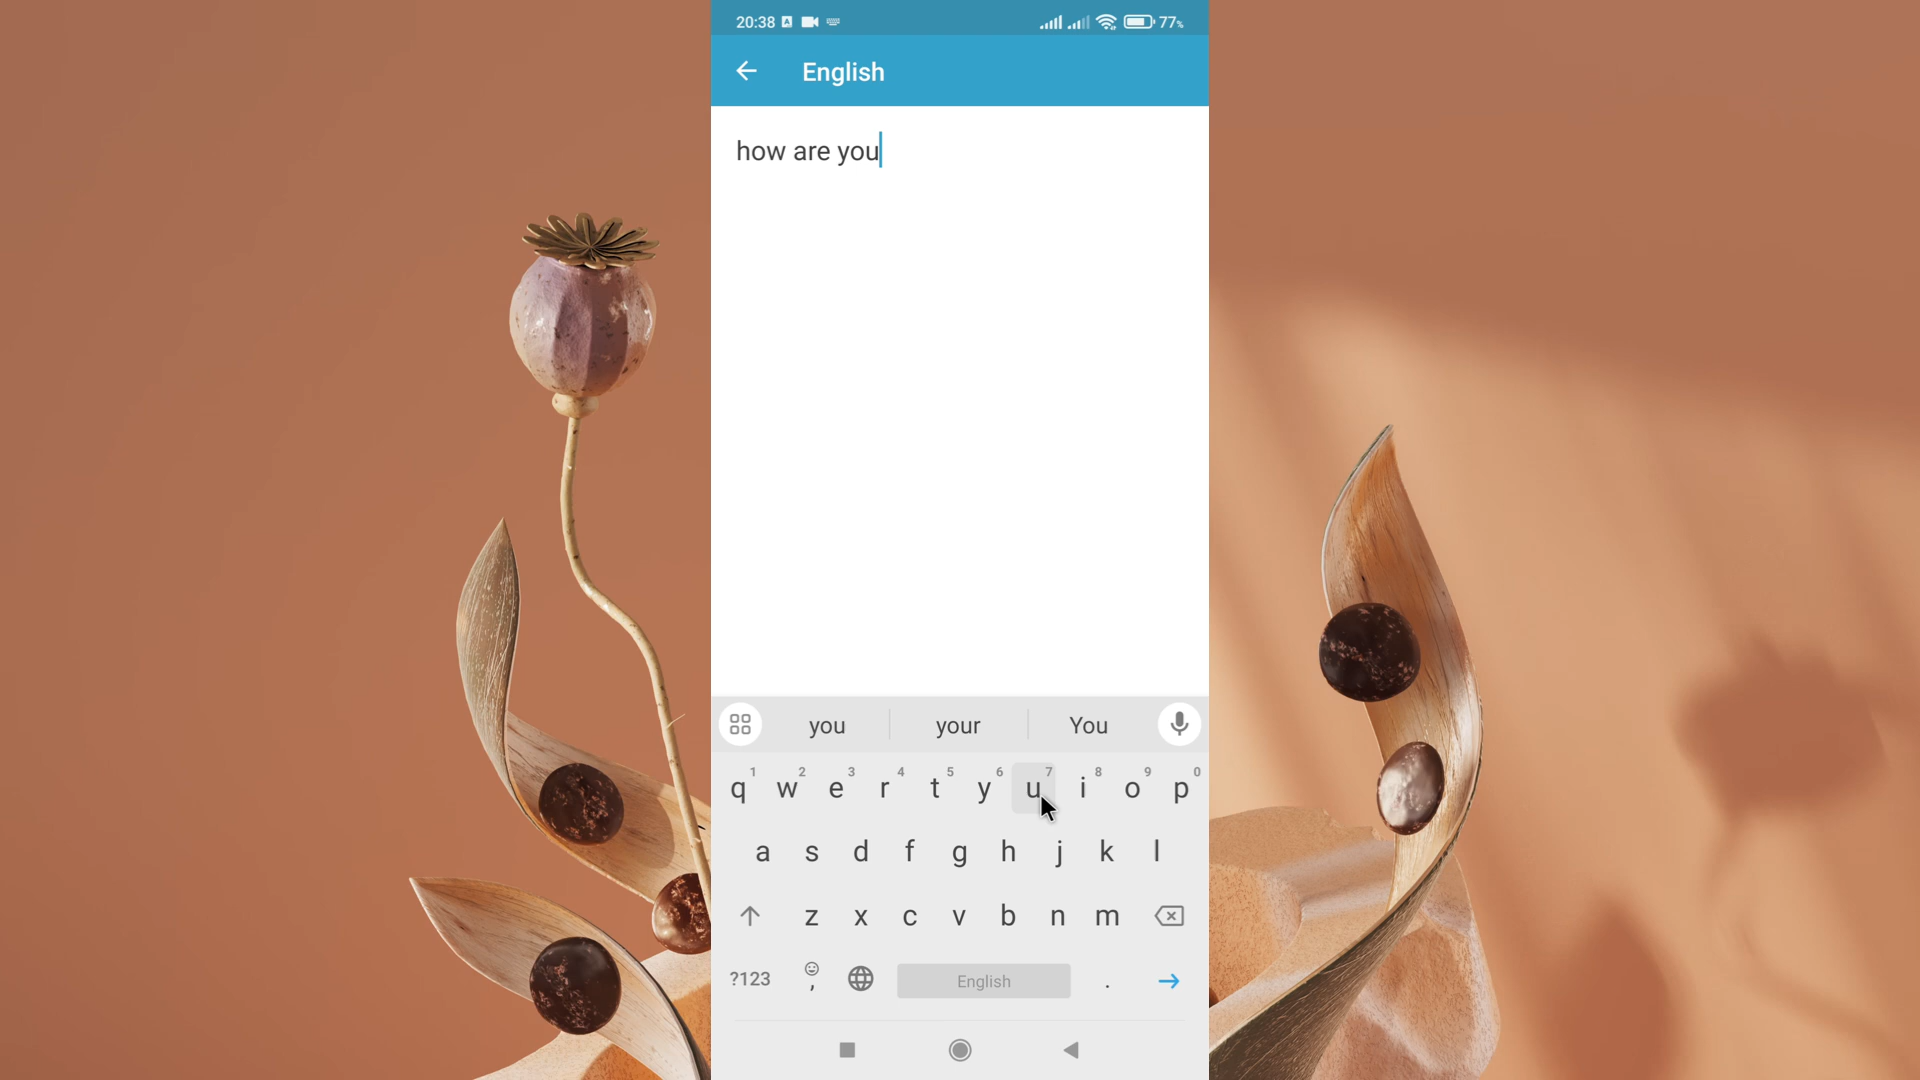 20:38 77%
English
how are you
you your You
1 2 3 4 5 6 7 8 9 0
q w e r t y u i o p
a s d f g h j k l
z x c v b n m
?123 , English .